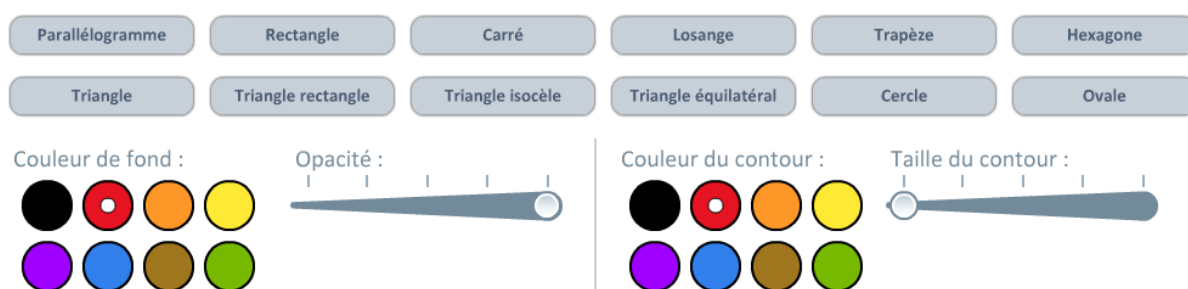 Parallélogramme Rectangle Carré Losange Trapèze Hexagone
Triangle Triangle rectangle Triangle isocèle Triangle équilatéral Cercle Ovale
Couleur de fond : Opacité : Couleur du contour : Taille du contour :